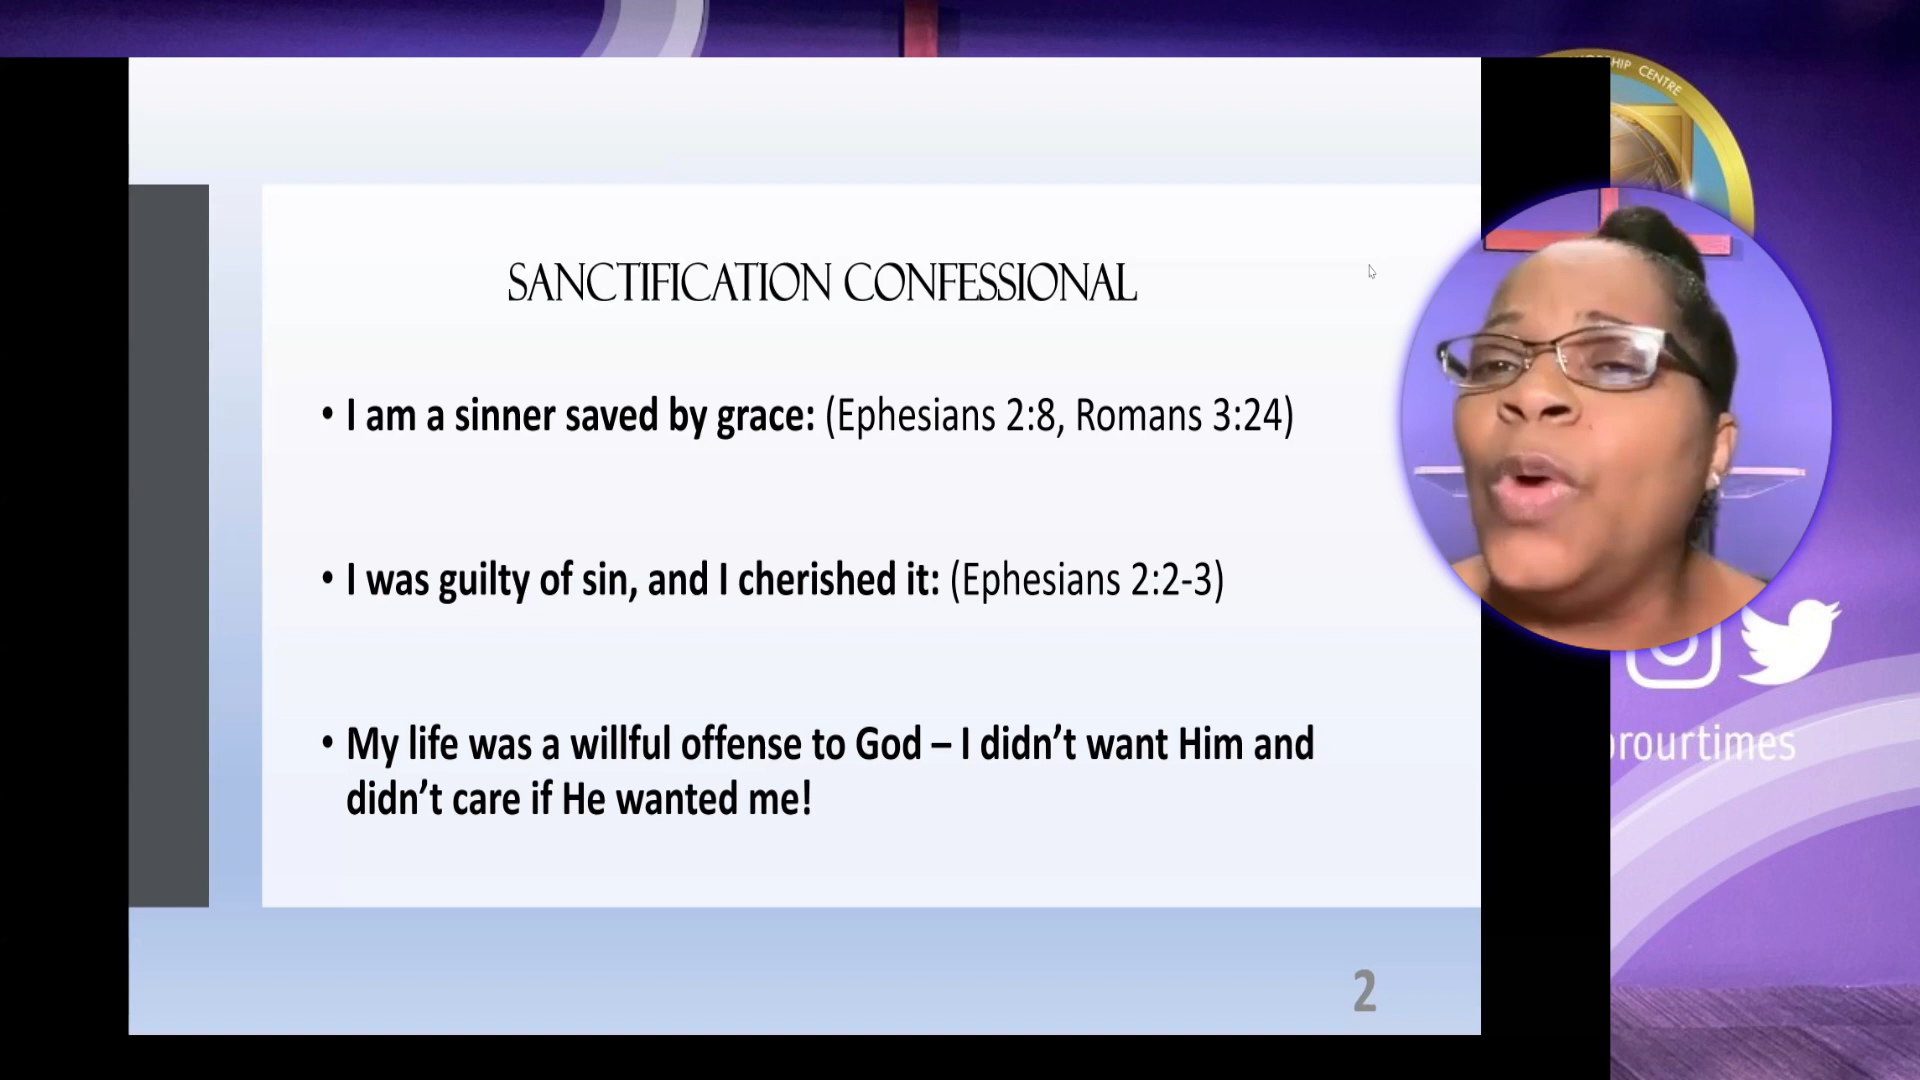 SHIP CENTRE
SANCTIFICATION CONFESSIONAL
• I am a sinner saved by grace: (Ephesians 2:8, Romans 3:24)
• I was guilty of sin, and I cherished it: (Ephesians 2:2-3)
• My life was a willful offense to God – I didn’t want Him and
didn’t care if He wanted me!
rourtimes
2